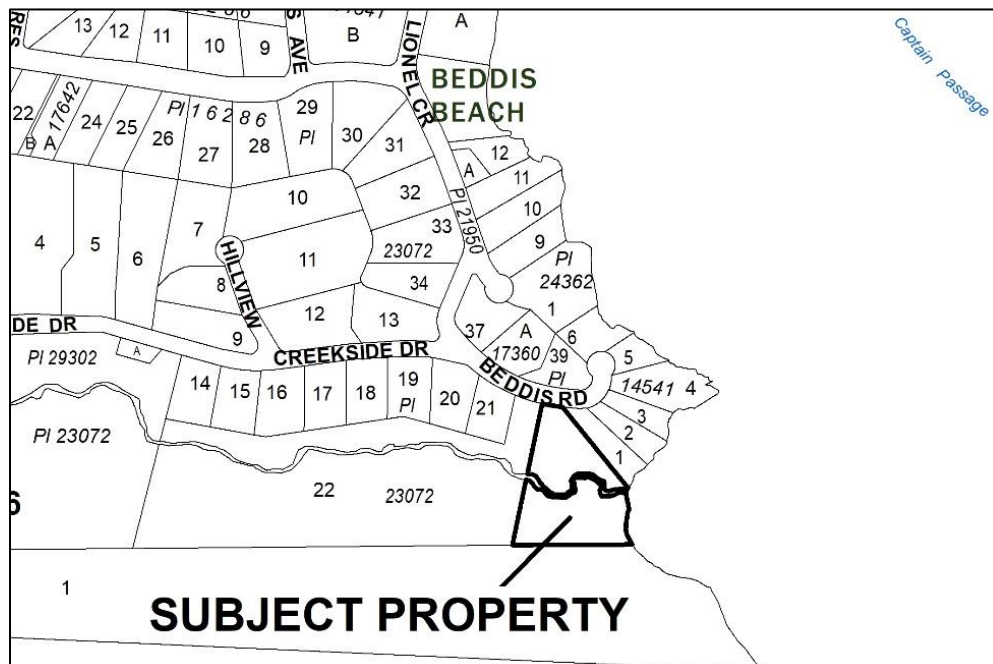 13
12
11
10
9
AVE
B
A
LIONEL CR
Captain Passage
BEDDIS
BEACH
22
B
A
17642
24
25
26
Pl 16286
27
28
29
Pl
30
31
32
33
23072
34
Pl 21950
A
12
11
10
9
Pl
24362
1
4
5
6
7
10
11
HILLVIEW
8
9
12
13
DE DR
Pl 29302
A
CREEKSIDE DR
37
A
17360
39
Pl
6
5
14541
4
3
2
1
BEDDIS RD
14
15
16
17
18
19
Pl
20
21
Pl 23072
22
23072
6
1
SUBJECT PROPERTY